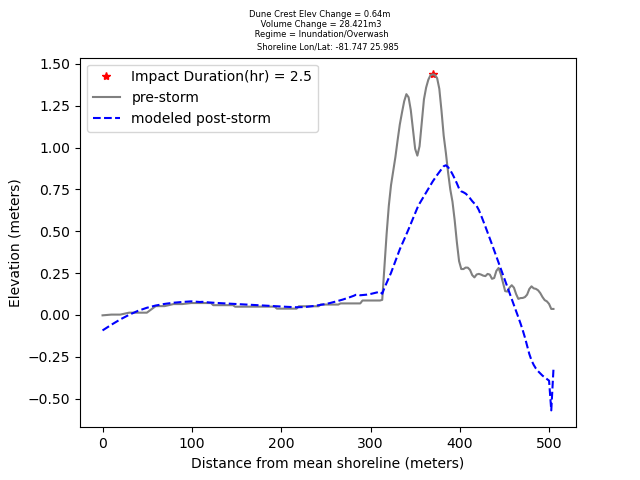 Dune Crest Elev Change = 0.64m
Volume Change = 28.421m3
Regime = Inundation/Overwash
Shoreline Lon/Lat: -81.747 25.985
Impact Duration(hr) = 2.5
pre-storm
modeled post-storm
Elevation (meters)
1.50
1.25
1.00
0.75
0.50
0.25
0.00
−0.25
−0.50
0 100 200 300 400 500
Distance from mean shoreline (meters)